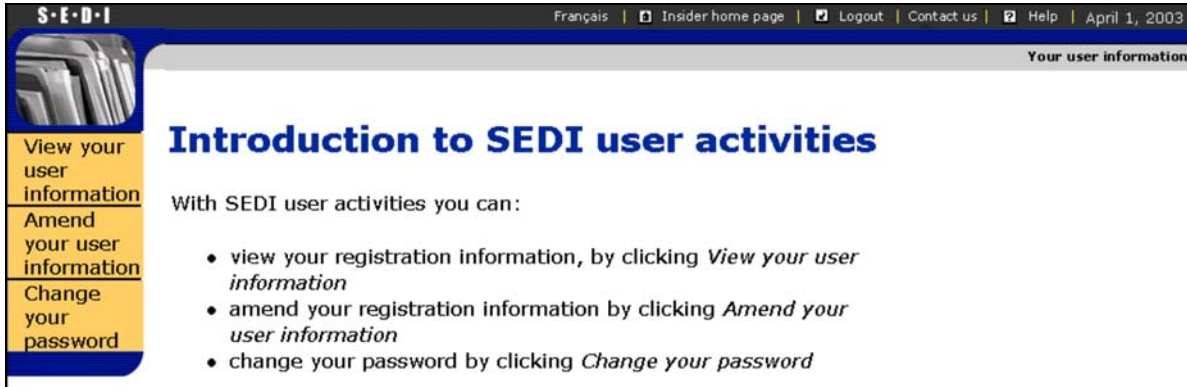 S•E•D•I
Français | Insider home page | Logout | Contact us | Help | April 1, 2003
Your user information
View your
user
information
Amend
your user
information
Change
your
password
Introduction to SEDI user activities
With SEDI user activities you can:
• view your registration information, by clicking View your user
information
• amend your registration information by clicking Amend your
user information
• change your password by clicking Change your password